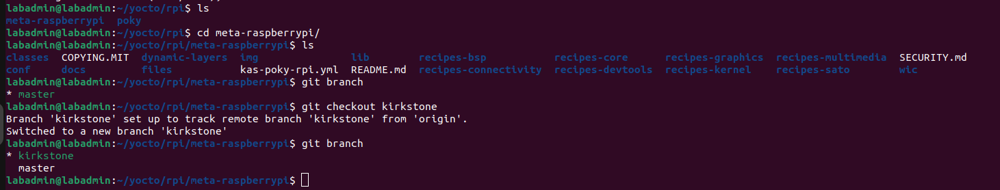 labadmin@labadmin:~/yocto/rpi$ ls
meta-raspberrypi  poky
labadmin@labadmin:~/yocto/rpi$ cd meta-raspberrypi/
labadmin@labadmin:~/yocto/rpi/meta-raspberrypi$ ls
classes  COPYING.MIT  dynamic-layers  img               lib        recipes-bsp           recipes-core      recipes-graphics  recipes-multimedia  SECURITY.md
conf     docs         files           kas-poky-rpi.yml  README.md  recipes-connectivity  recipes-devtools  recipes-kernel    recipes-sato        wic
labadmin@labadmin:~/yocto/rpi/meta-raspberrypi$ git branch
* master
labadmin@labadmin:~/yocto/rpi/meta-raspberrypi$ git checkout kirkstone
Branch 'kirkstone' set up to track remote branch 'kirkstone' from 'origin'.
Switched to a new branch 'kirkstone'
labadmin@labadmin:~/yocto/rpi/meta-raspberrypi$ git branch
* kirkstone
  master
labadmin@labadmin:~/yocto/rpi/meta-raspberrypi$